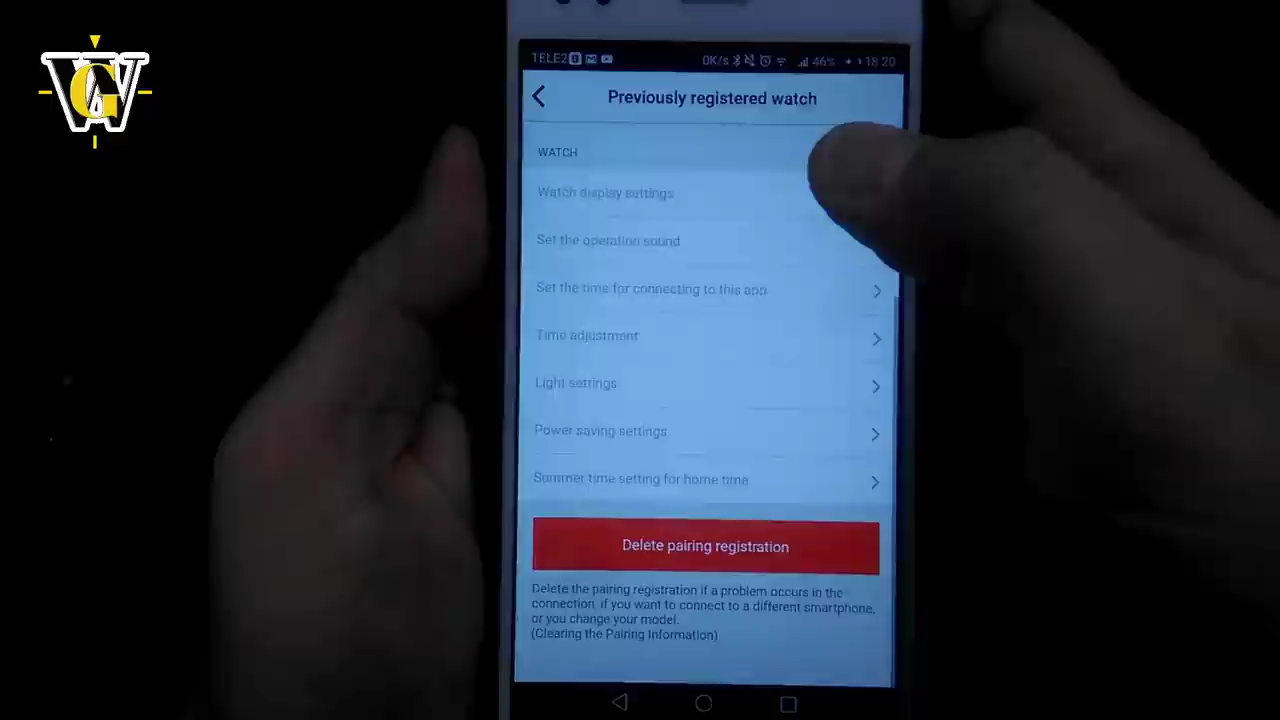 WG
TELE2 0K/s 46% 18:20
Previously registered watch
WATCH
Watch display settings
Set the operation sound
Set the time for connecting to this app
Time adjustment
Light settings
Power saving settings
Summer time setting for home time
Delete pairing registration
Delete the pairing registration if a problem occurs in the
connection, if you want to connect to a different smartphone,
or you change your model.
(Clearing the Pairing Information)